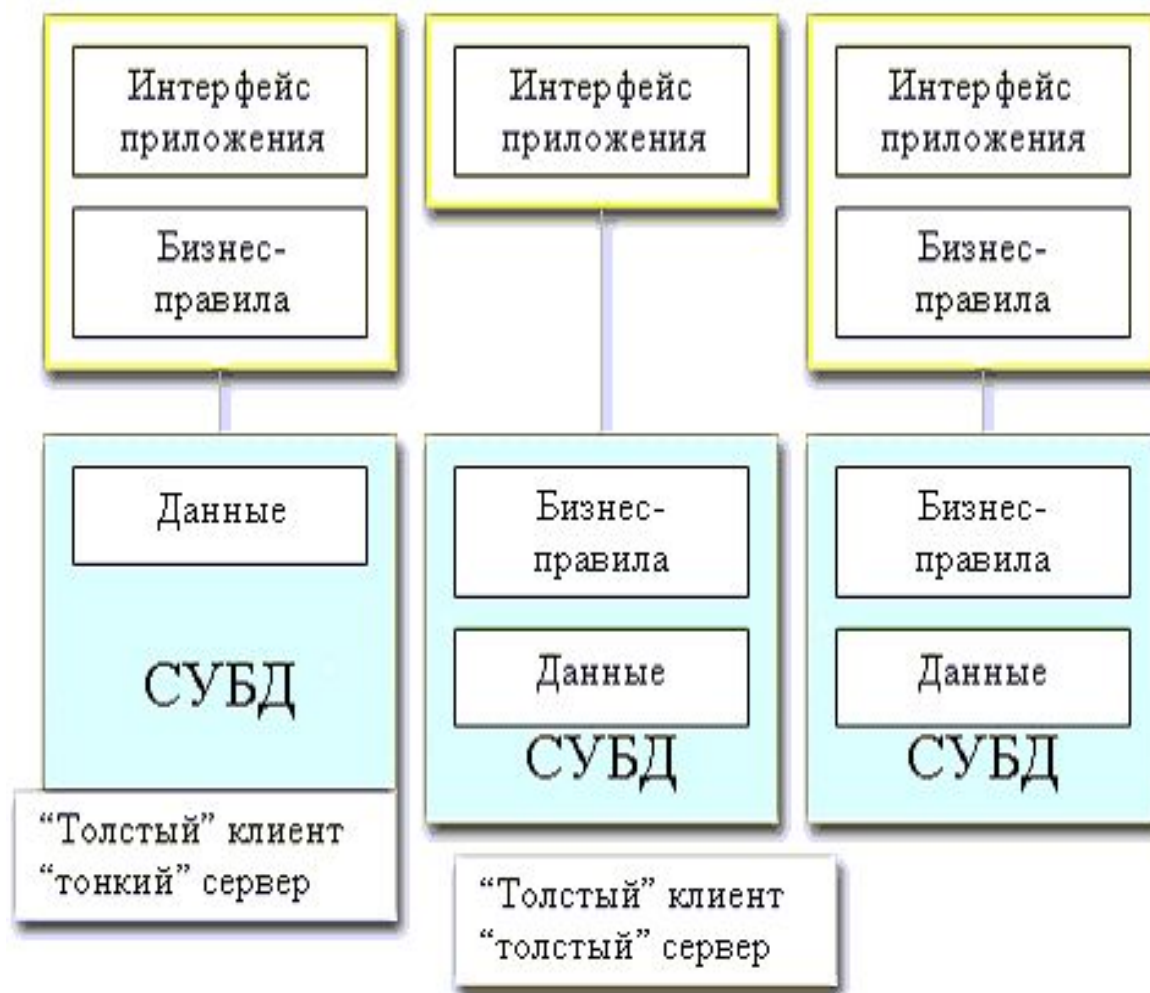 Интерфейс
приложения
Бизнес-
правила
Данные
СУБД
“Толстый” клиент
“тонкий” сервер
Интерфейс
приложения
Бизнес-
правила
Данные
СУБД
“Толстый” клиент
“толстый” сервер
Интерфейс
приложения
Бизнес-
правила
Бизнес-
правила
Данные
СУБД